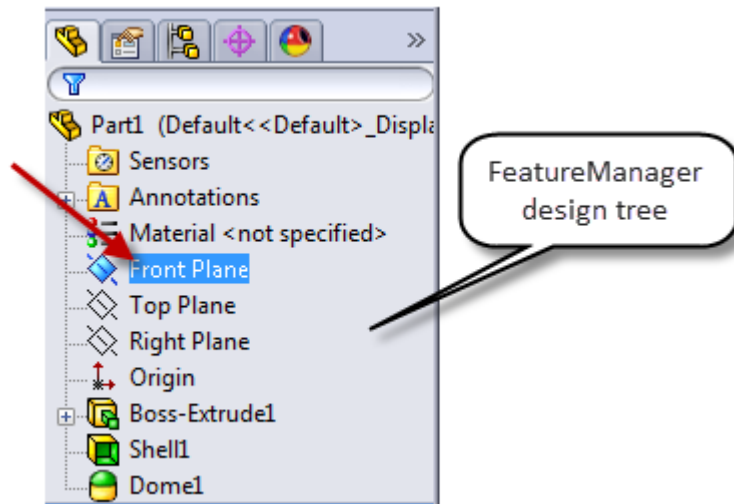 Part1 (Default<<Default>_Displa
Sensors
A Annotations
Material <not specified>
Front Plane
Top Plane
Right Plane
Origin
Boss-Extrude1
Shell1
Dome1
FeatureManager
design tree